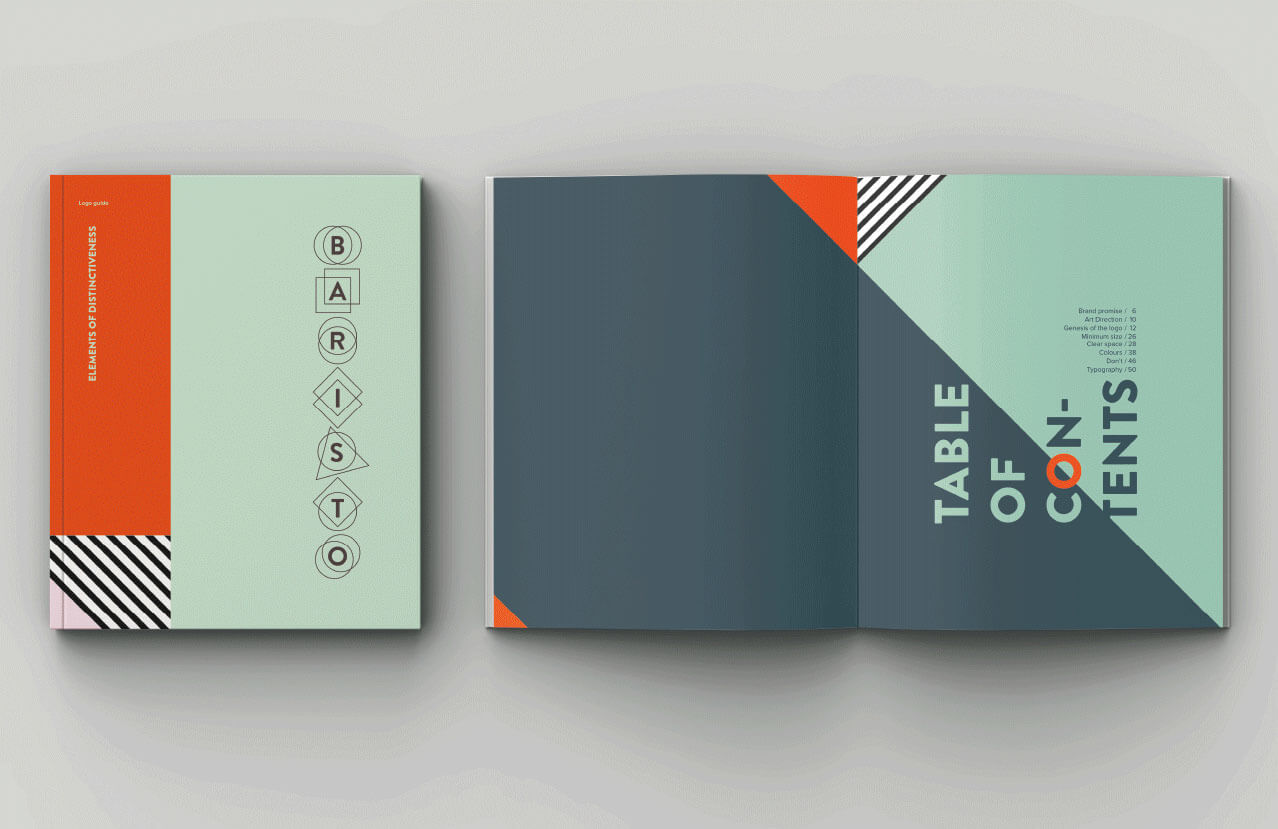 Logo guide
ELEMENTS OF DISTINCTIVENESS
B
A
R
I
S
T
O
Brand promise / 6
Art Direction / 10
Genesis of the logo / 12
Minimum size / 26
Clear space / 28
Colours / 38
Don't / 46
Typography / 50
TABLE
OF
CON-
TENTS